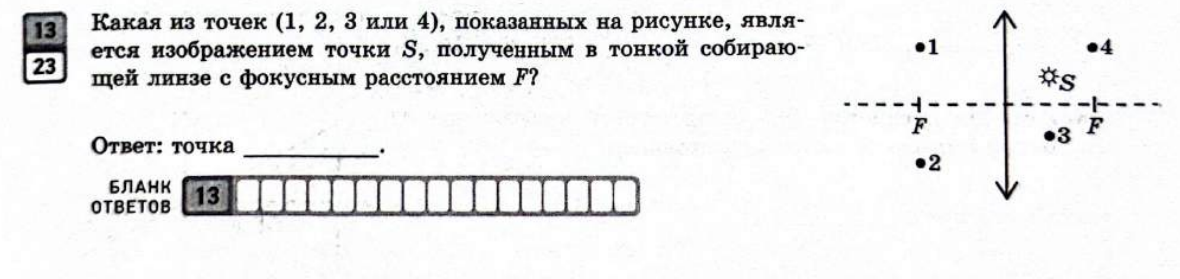 13
23
Какая из точек (1, 2, 3 или 4), показанных на рисунке, явля-
ется изображением точки S, полученным в тонкой собираю-
щей линзе с фокусным расстоянием F?
Ответ: точка ____________.
БЛАНК
ОТВЕТОВ
13
1
4
S
F
F
3
2